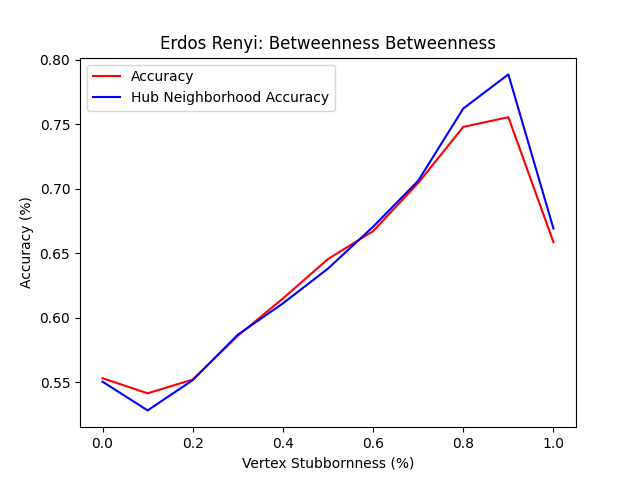 Erdos Renyi: Betweenness Betweenness
Accuracy
Hub Neighborhood Accuracy
Accuracy (%)
0.80
0.75
0.70
0.65
0.60
0.55
0.0 0.2 0.4 0.6 0.8 1.0
Vertex Stubbornness (%)